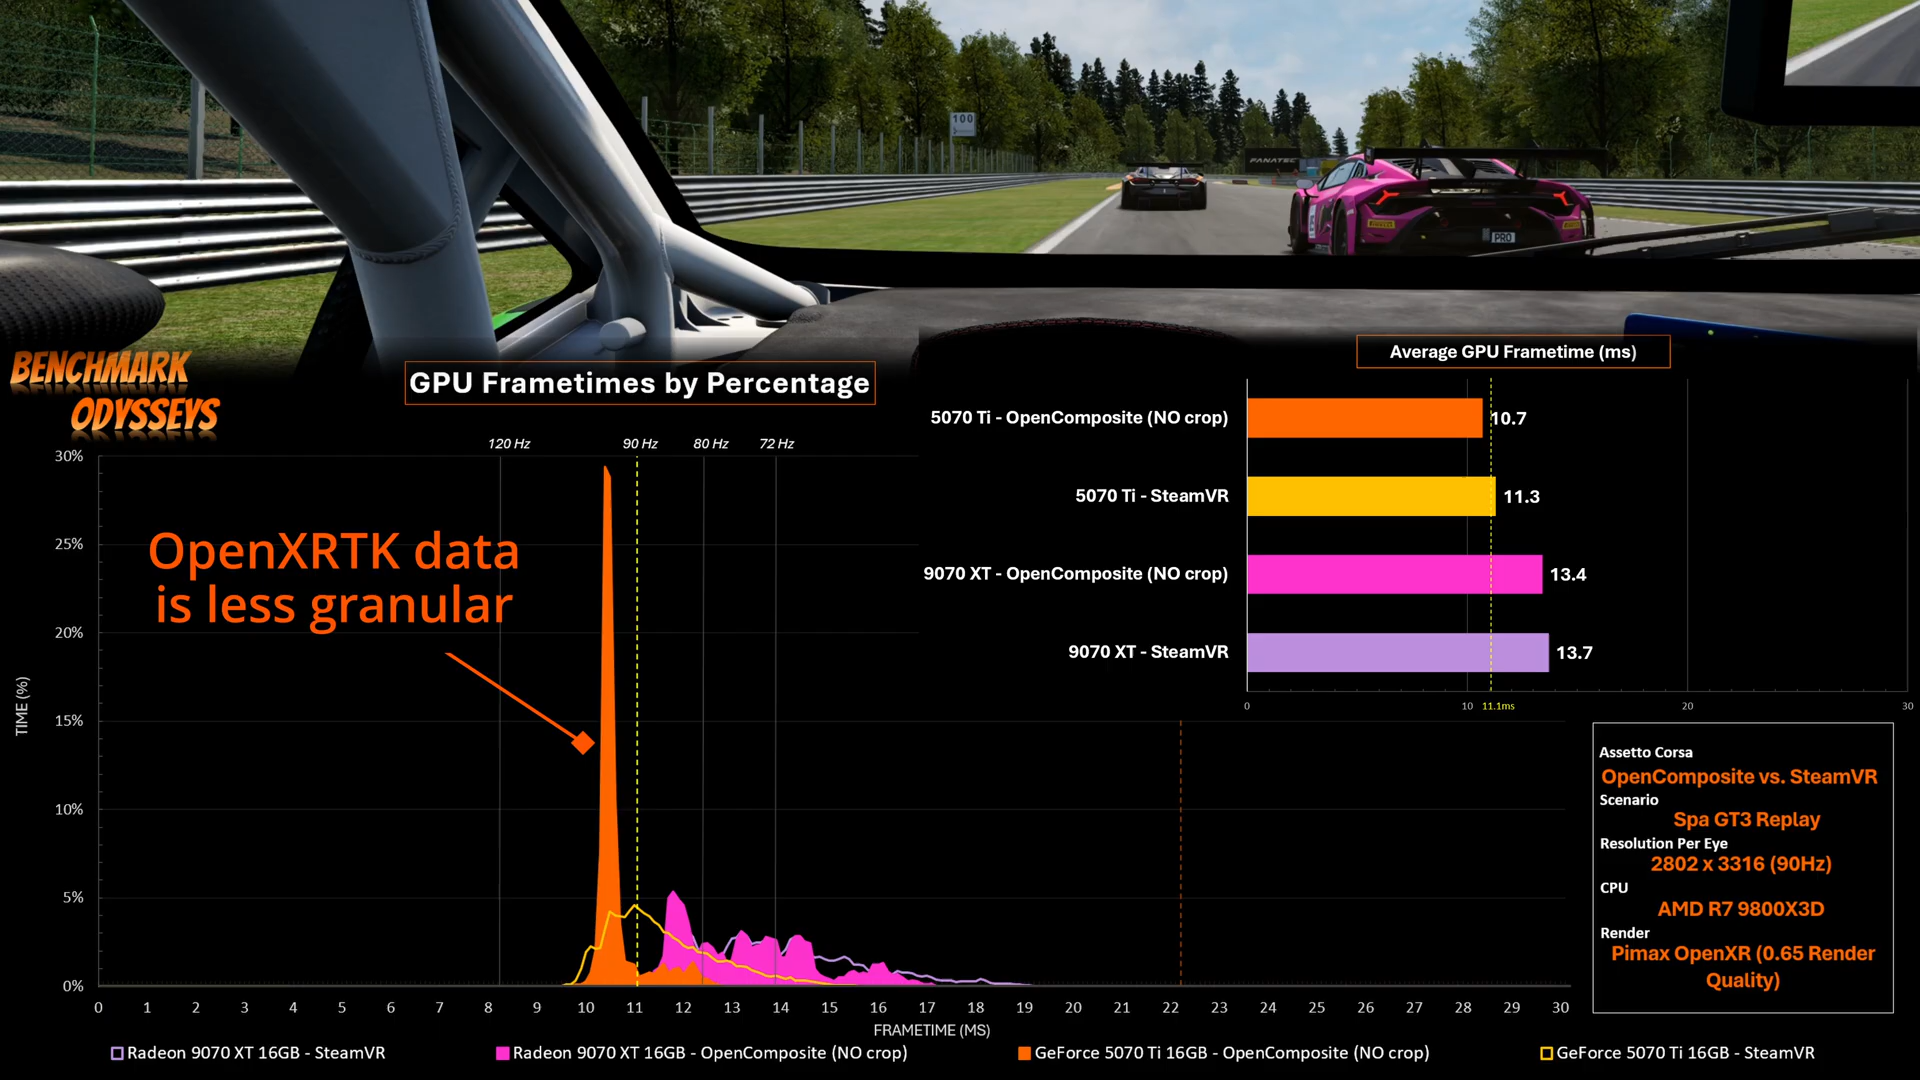 100
FANATEC
PRO
BENCHMARK
ODYSSEYS
GPU Frametimes by Percentage
120 Hz
90 Hz
80 Hz
72 Hz
30%
25%
20%
15%
10%
5%
0%
TIME (%)
OpenXRTK data
is less granular
0 1 2 3 4 5 6 7 8 9 10 11 12 13 14 15 16 17 18 19 20 21 22 23 24 25 26 27 28 29 30
FRAMETIME (MS)
Average GPU Frametime (ms)
5070 Ti - OpenComposite (NO crop) 10.7
5070 Ti - SteamVR 11.3
9070 XT - OpenComposite (NO crop) 13.4
9070 XT - SteamVR 13.7
0 10 11.1ms 20 30
Assetto Corsa
OpenComposite vs. SteamVR
Scenario
Spa GT3 Replay
Resolution Per Eye
2802 x 3316 (90Hz)
CPU
AMD R7 9800X3D
Render
Pimax OpenXR (0.65 Render
Quality)
Radeon 9070 XT 16GB - SteamVR
Radeon 9070 XT 16GB - OpenComposite (NO crop)
GeForce 5070 Ti 16GB - OpenComposite (NO crop)
GeForce 5070 Ti 16GB - SteamVR